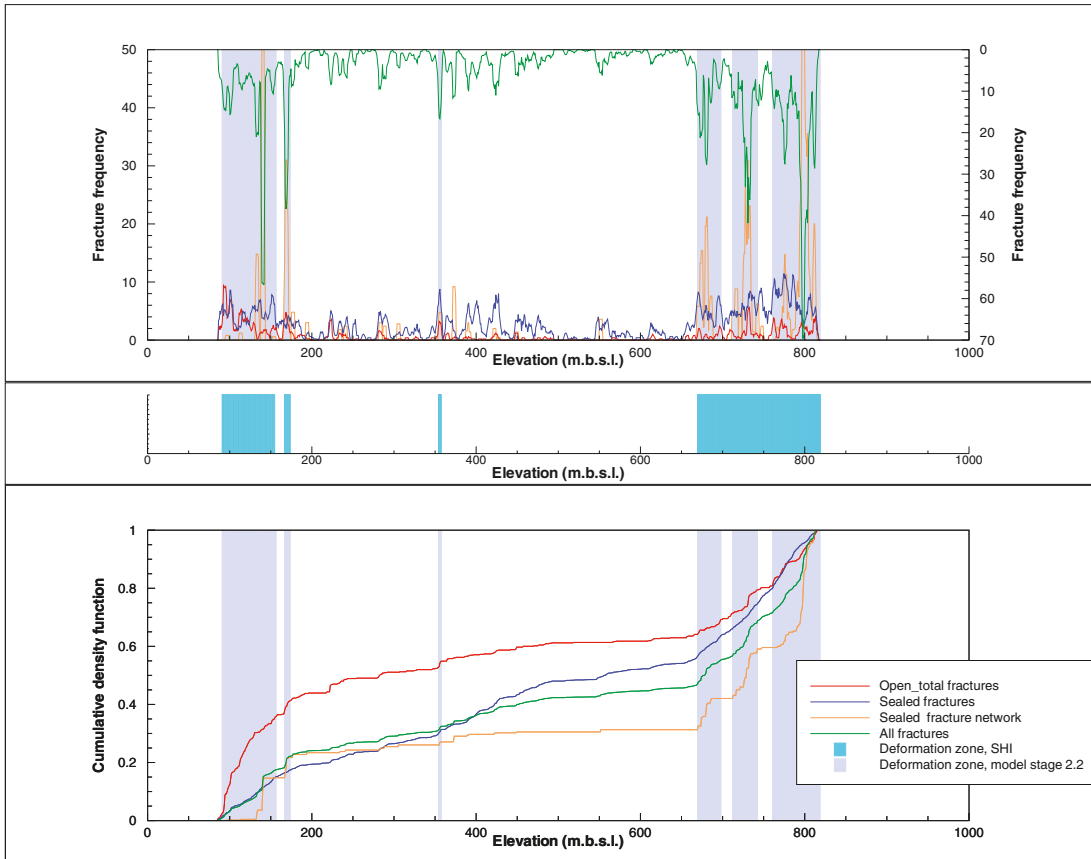 50
40
30
20
10
0
Fracture frequency
0
10
20
30
40
50
60
70
Fracture frequency
0 200 400 600 800 1000
Elevation (m.b.s.l.)
0 200 400 600 800 1000
Elevation (m.b.s.l.)
1
0.8
0.6
0.4
0.2
0
Cumulative density function
Open_total fractures
Sealed fractures
Sealed fracture network
All fractures
Deformation zone, SHI
Deformation zone, model stage 2.2
0 200 400 600 800 1000
Elevation (m.b.s.l.)